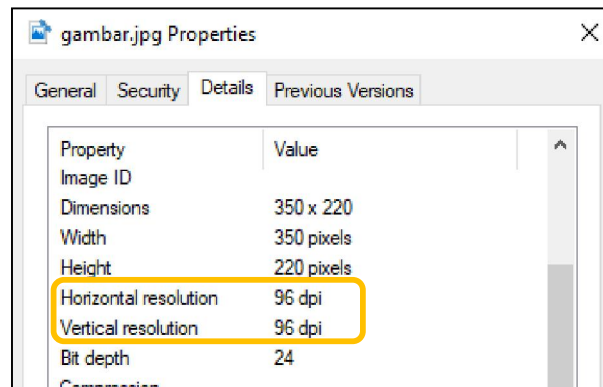 gambar.jpg Properties
General Security Details Previous Versions
Property Value
Image ID
Dimensions 350 x 220
Width 350 pixels
Height 220 pixels
Horizontal resolution 96 dpi
Vertical resolution 96 dpi
Bit depth 24
Compression